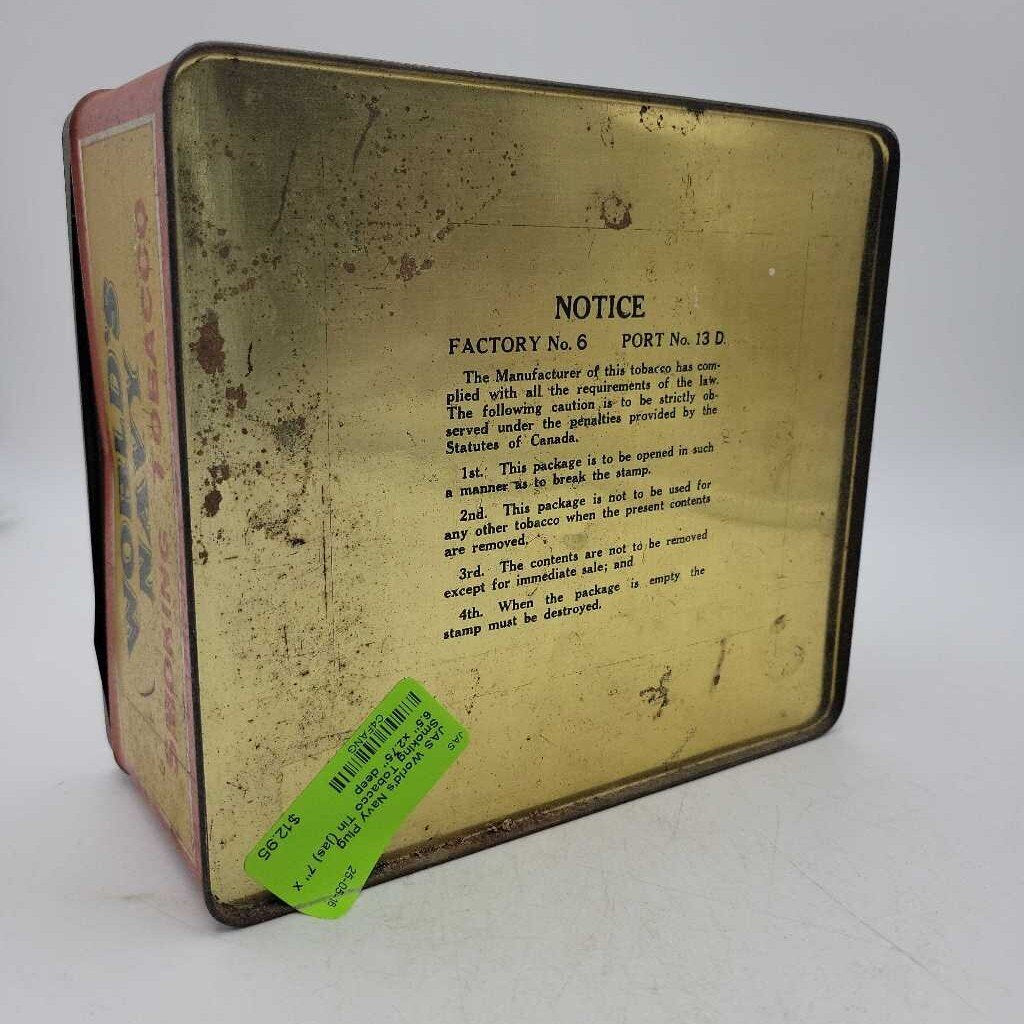 NOTICE
FACTORY No. 6 PORT No. 13 D.
The Manufacturer of this tobacco has com-
plied with all the requirements of the law.
The following caution is to be strictly ob-
served under the penalties provided by the
Statutes of Canada.
1st. This package is to be opened in such
a manner as to break the stamp.
2nd. This package is not to be used for
any other tobacco when the present contents
are removed.
3rd. The contents are not to be removed
except for immediate sale; and
4th. When the package is empty the
stamp must be destroyed.
WORLD'S
NAVY
SMOKING TOBACCO
JAS
JAS World's Navy Plug
Smoking Tobacco Tin (Jas) 7" X
6.5" X2.75" deep
C4FANG
$12.95
25-05-16